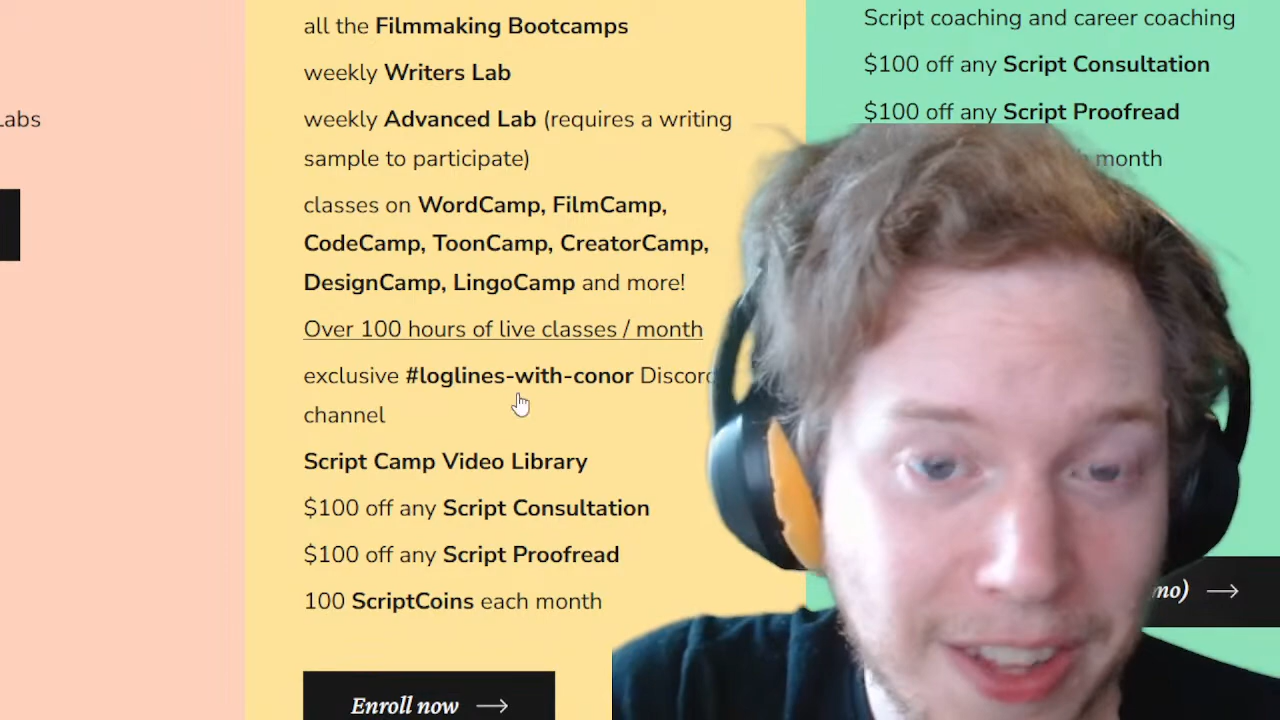 Labs
all the Filmmaking Bootcamps
weekly Writers Lab
weekly Advanced Lab (requires a writing
sample to participate)
classes on WordCamp, FilmCamp,
CodeCamp, ToonCamp, CreatorCamp,
DesignCamp, LingoCamp and more!
Over 100 hours of live classes / month
exclusive #loglines-with-conor Discord
channel
Script Camp Video Library
$100 off any Script Consultation
$100 off any Script Proofread
100 ScriptCoins each month
Enroll now
Script coaching and career coaching
$100 off any Script Consultation
$100 off any Script Proofread
month
mo)